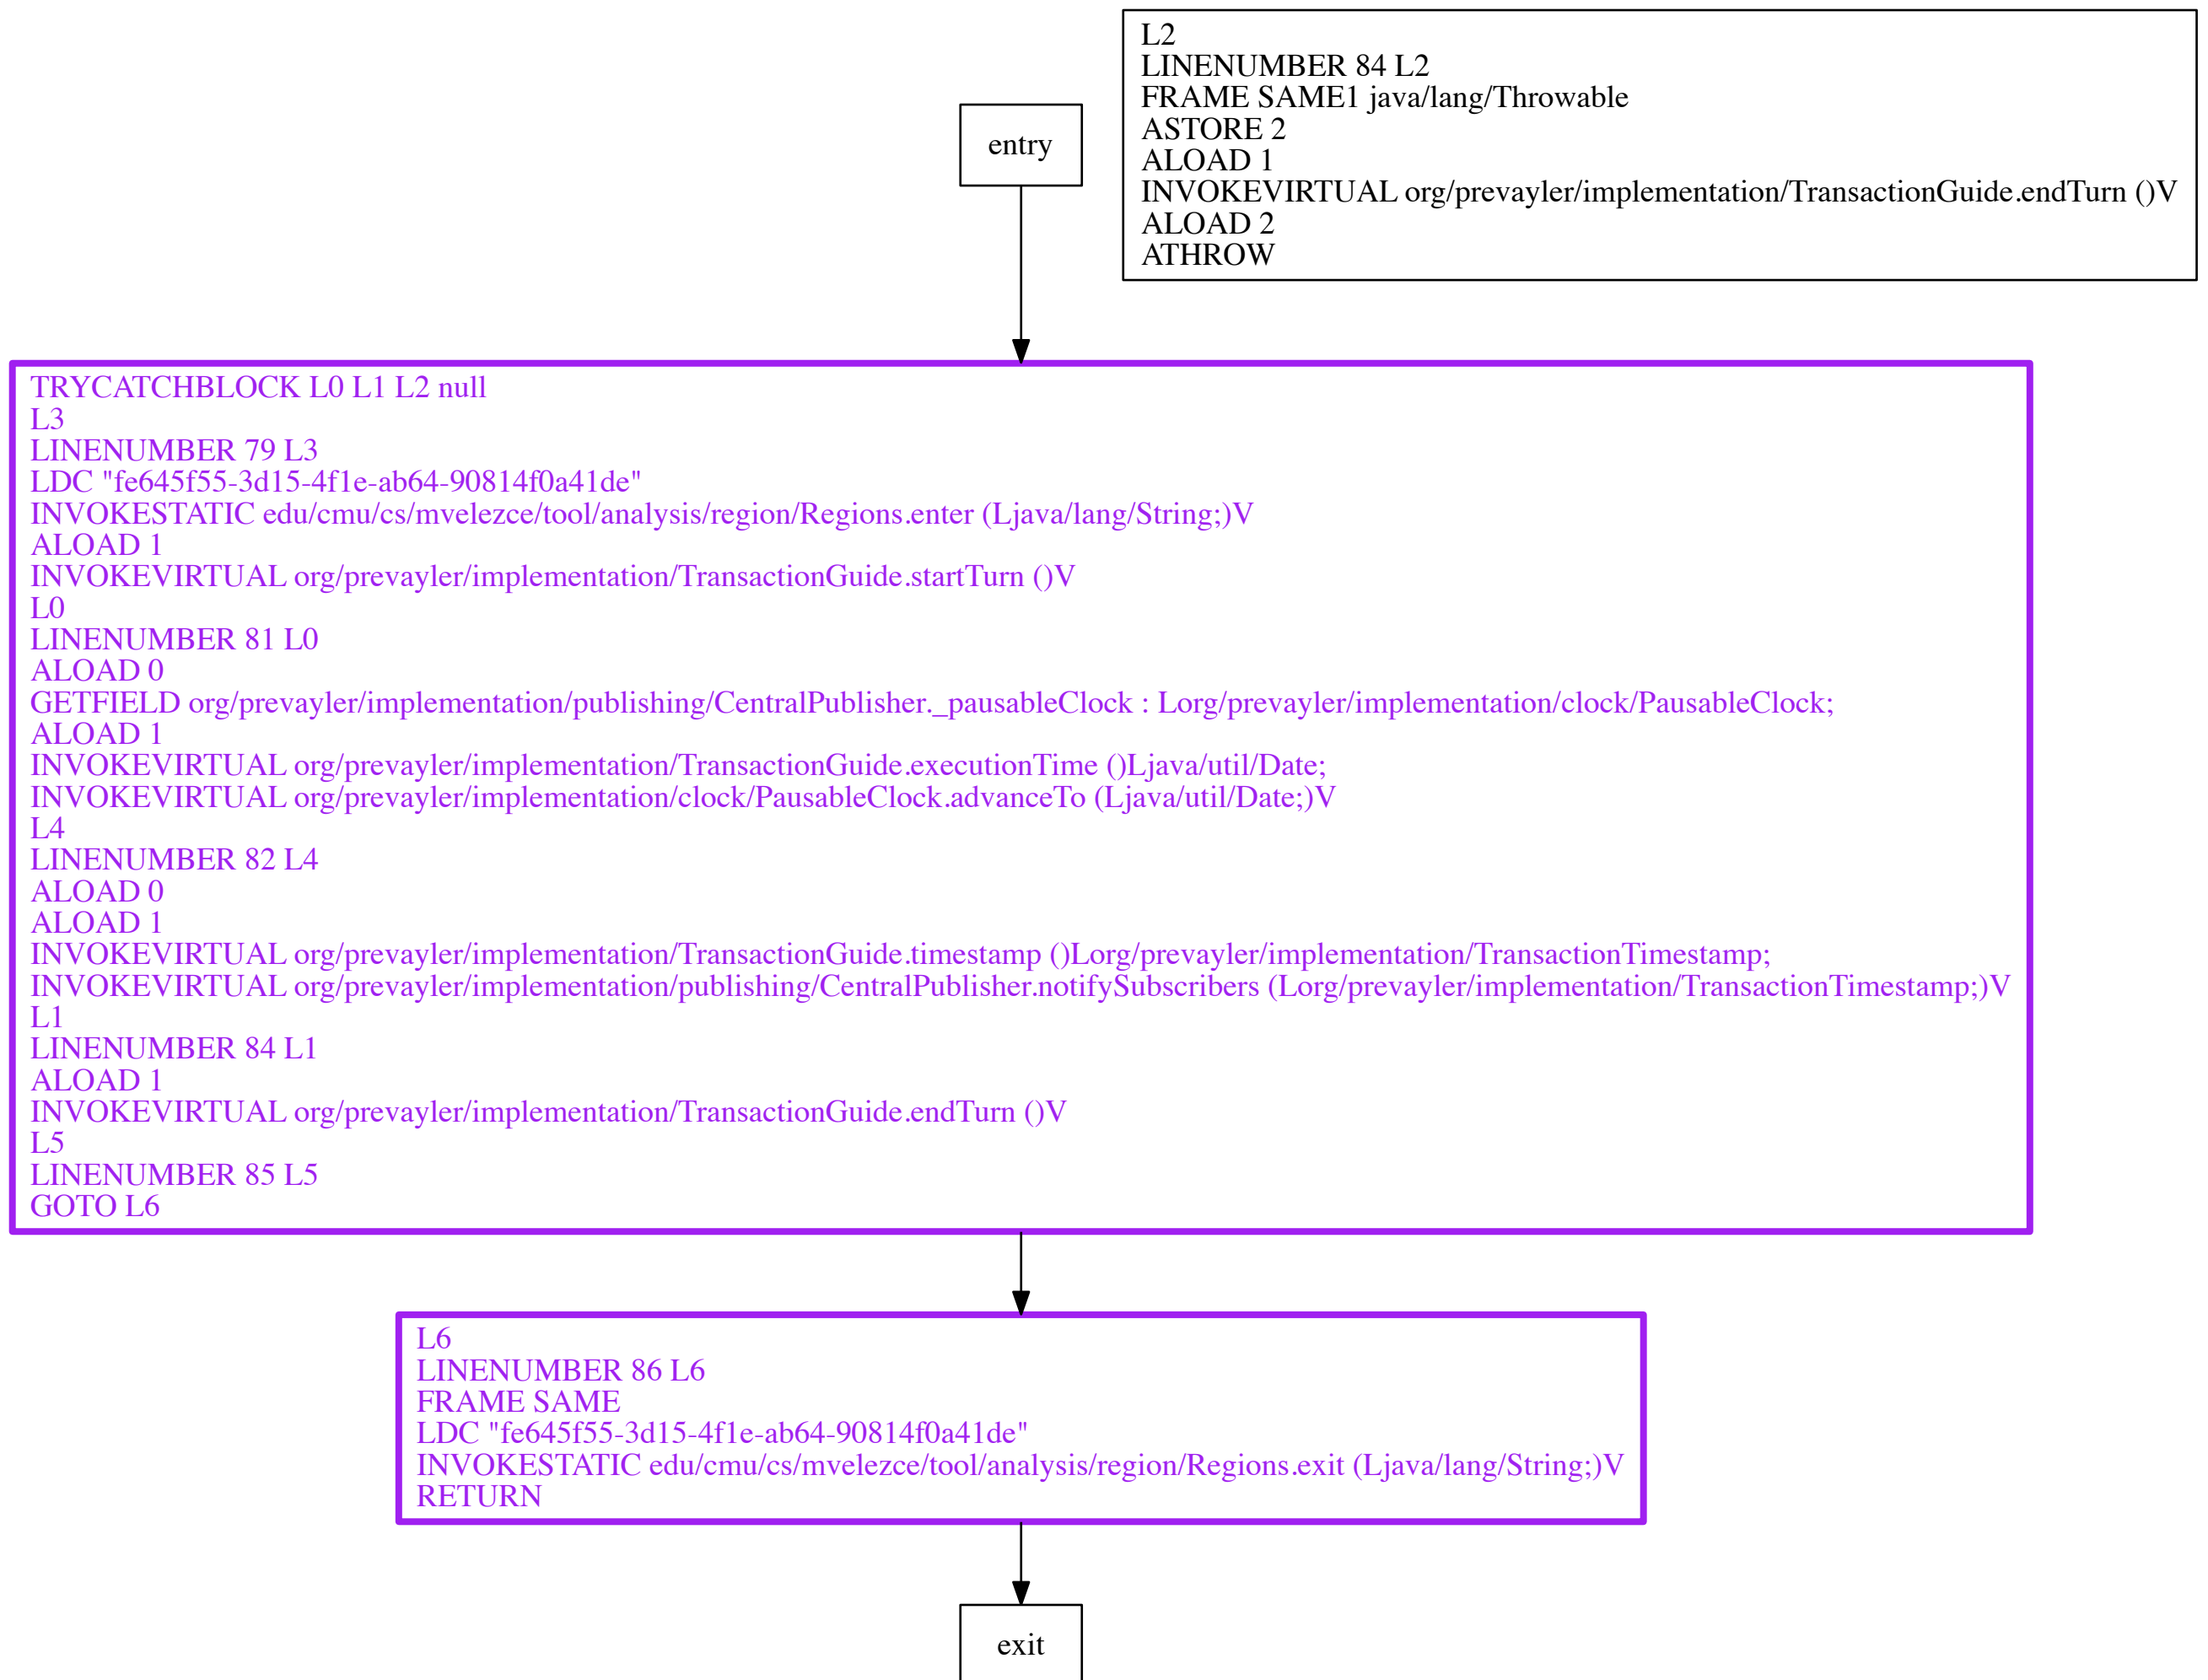 L2
LINENUMBER 84 L2
FRAME SAME1 java/lang/Throwable
ASTORE 2
ALOAD 1
INVOKEVIRTUAL org/prevayler/implementation/TransactionGuide.endTurn ()V
ALOAD 2
ATHROW
entry
TRYCATCHBLOCK L0 L1 L2 null
L3
LINENUMBER 79 L3
LDC "fe645f55-3d15-4f1e-ab64-90814f0a41de"
INVOKESTATIC edu/cmu/cs/mvelezce/tool/analysis/region/Regions.enter (Ljava/lang/String;)V
ALOAD 1
INVOKEVIRTUAL org/prevayler/implementation/TransactionGuide.startTurn ()V
L0
LINENUMBER 81 L0
ALOAD 0
GETFIELD org/prevayler/implementation/publishing/CentralPublisher._pausableClock : Lorg/prevayler/implementation/clock/PausableClock;
ALOAD 1
INVOKEVIRTUAL org/prevayler/implementation/TransactionGuide.executionTime ()Ljava/util/Date;
INVOKEVIRTUAL org/prevayler/implementation/clock/PausableClock.advanceTo (Ljava/util/Date;)V
L4
LINENUMBER 82 L4
ALOAD 0
ALOAD 1
INVOKEVIRTUAL org/prevayler/implementation/TransactionGuide.timestamp ()Lorg/prevayler/implementation/TransactionTimestamp;
INVOKEVIRTUAL org/prevayler/implementation/publishing/CentralPublisher.notifySubscribers (Lorg/prevayler/implementation/TransactionTimestamp;)V
L1
LINENUMBER 84 L1
ALOAD 1
INVOKEVIRTUAL org/prevayler/implementation/TransactionGuide.endTurn ()V
L5
LINENUMBER 85 L5
GOTO L6
L6
LINENUMBER 86 L6
FRAME SAME
LDC "fe645f55-3d15-4f1e-ab64-90814f0a41de"
INVOKESTATIC edu/cmu/cs/mvelezce/tool/analysis/region/Regions.exit (Ljava/lang/String;)V
RETURN
exit